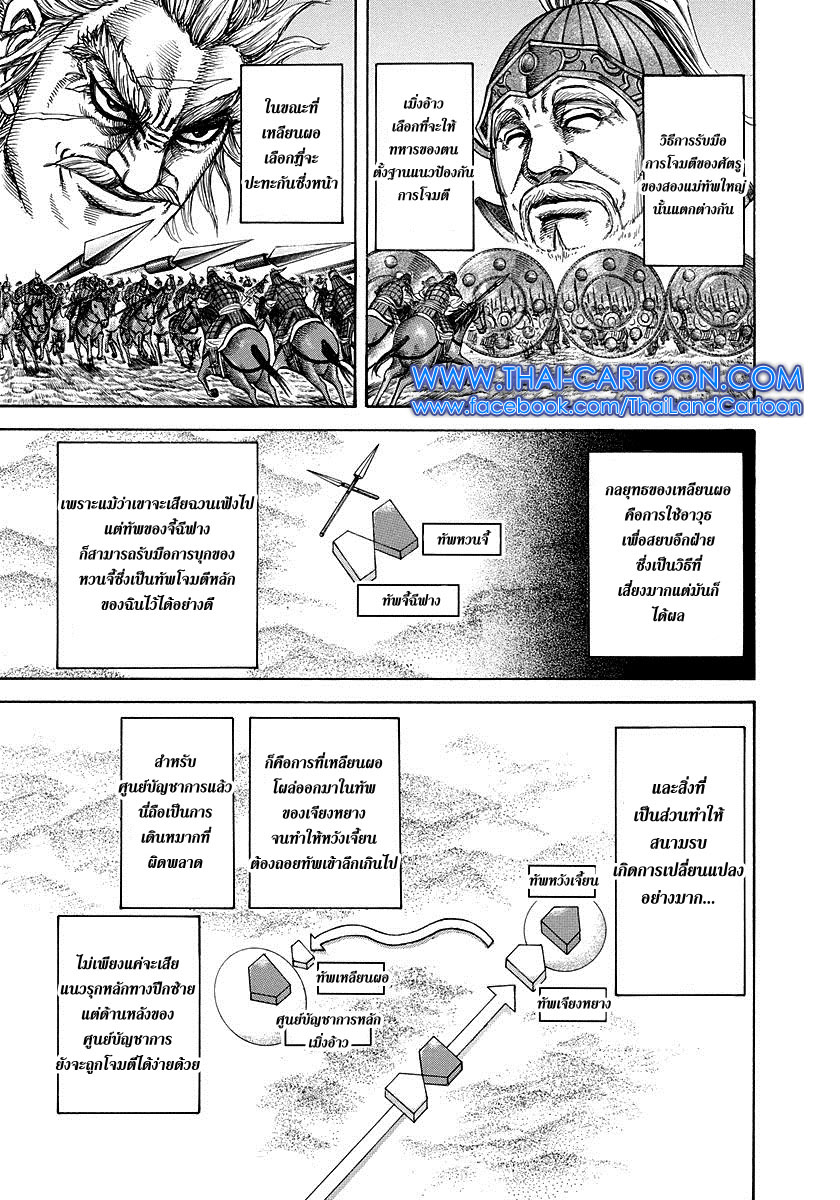 วิธีการรับมือ
การโจมตีของศัตรู
ของสองแม่ทัพใหญ่
นั้นแตกต่างกัน
เมิ่งอ้าว
เลือกที่จะให้
ทหารของตน
ตั้งฐานแนวป้องกัน
การโจมตี
ในขณะที่
เหลียนผอ
เลือกที่จะ
ปะทะกันซึ่งหน้า
WWW.THAI-CARTOON.COM
www.facebook.com/ThaiLandCartoon
กลยุทธของเหลียนผอ
คือการใช้อาวุธ
เพื่อสยบอีกฝ่าย
ซึ่งเป็นวิธีที่
เสี่ยงมากแต่มันก็
ได้ผล
ทัพหวนจี้
ทัพจี้ฉีฟาง
เพราะแม้ว่าเขาจะเสียฉวนเฟิงไป
แต่ทัพของจี้ฉีฟาง
ก็สามารถรับมือการบุกของ
หวนจี้ซึ่งเป็นทัพโจมตีหลัก
ของฉินไว้ได้อย่างดี
และสิ่งที่
เป็นส่วนทำให้
สนามรบ
เกิดการเปลี่ยนแปลง
อย่างมาก...
ก็คือการที่เหลียนผอ
โผล่ออกมาในทัพ
ของเจียงหยาง
จนทำให้หวังเจี้ยน
ต้องถอยทัพเข้าลึกเกินไป
สำหรับ
ศูนย์บัญชาการแล้ว
นี่ถือเป็นการ
เดินหมากที่
ผิดพลาด
ทัพหวังเจี้ยน
ทัพเจียงหยาง
ทัพเหลียนผอ
ศูนย์บัญชาการหลัก
เมิ่งอ้าว
ไม่เพียงแค่จะเสีย
แนวรุกหลักทางปีกซ้าย
แต่ด้านหลังของ
ศูนย์บัญชาการ
ยังจะถูกโจมตีได้ง่ายด้วย